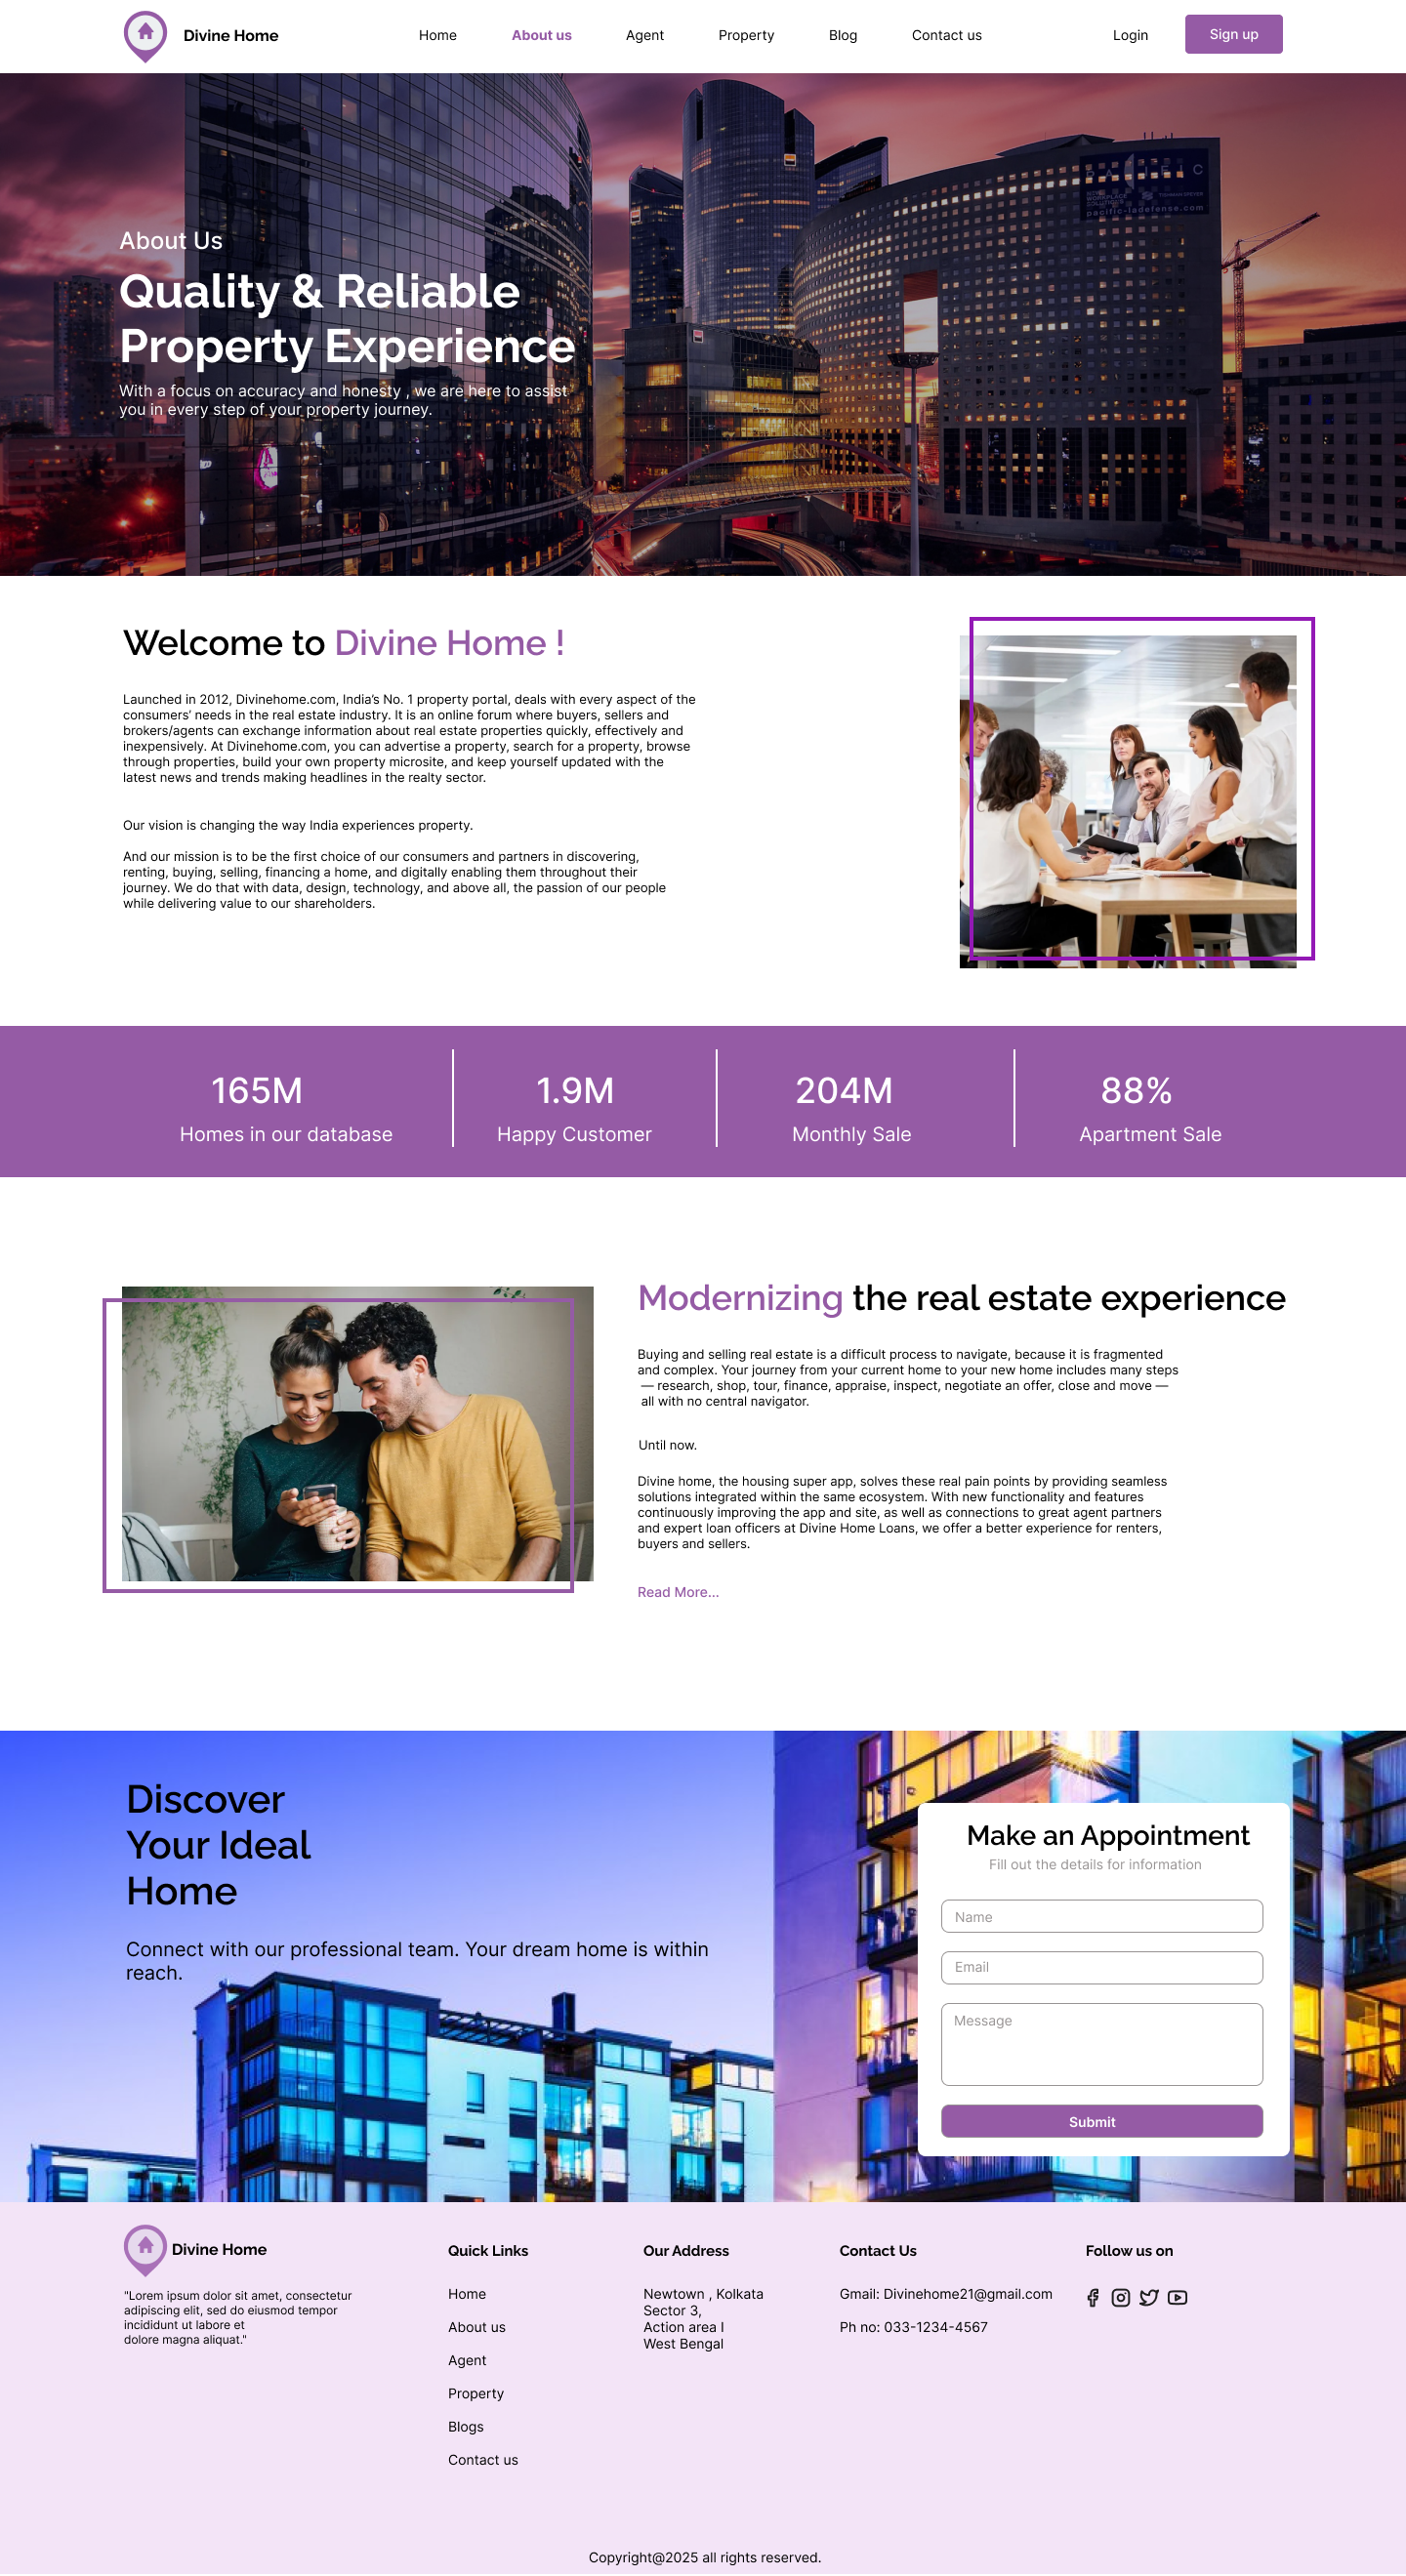 Divine Home
Home
About us
Agent
Property
Blog
Contact us
Login
Sign up
PACIFIC
pacific-ladefense.com
About Us
Quality & Reliable
Property Experience
With a focus on accuracy and honesty , we are here to assist
you in every step of your property journey.
Welcome to Divine Home !
Launched in 2012, Divinehome.com, India’s No. 1 property portal, deals with every aspect of the
consumers’ needs in the real estate industry. It is an online forum where buyers, sellers and
brokers/agents can exchange information about real estate properties quickly, effectively and
inexpensively. At Divinehome.com, you can advertise a property, search for a property, browse
through properties, build your own property microsite, and keep yourself updated with the
latest news and trends making headlines in the realty sector.
Our vision is changing the way India experiences property.
And our mission is to be the first choice of our consumers and partners in discovering,
renting, buying, selling, financing a home, and digitally enabling them throughout their
journey. We do that with data, design, technology, and above all, the passion of our people
while delivering value to our shareholders.
165M
Homes in our database
1.9M
Happy Customer
204M
Monthly Sale
88%
Apartment Sale
Modernizing the real estate experience
Buying and selling real estate is a difficult process to navigate, because it is fragmented
and complex. Your journey from your current home to your new home includes many steps
— research, shop, tour, finance, appraise, inspect, negotiate an offer, close and move —
all with no central navigator.
Until now.
Divine home, the housing super app, solves these real pain points by providing seamless
solutions integrated within the same ecosystem. With new functionality and features
continuously improving the app and site, as well as connections to great agent partners
and expert loan officers at Divine Home Loans, we offer a better experience for renters,
buyers and sellers.
Read More...
Discover
Your Ideal
Home
Connect with our professional team. Your dream home is within
reach.
Make an Appointment
Fill out the details for information
Name
Email
Message
Submit
Divine Home
"Lorem ipsum dolor sit amet, consectetur
adipiscing elit, sed do eiusmod tempor
incididunt ut labore et
dolore magna aliquat."
Quick Links
Home
About us
Agent
Property
Blogs
Contact us
Our Address
Newtown , Kolkata
Sector 3,
Action area I
West Bengal
Contact Us
Gmail: Divinehome21@gmail.com
Ph no: 033-1234-4567
Follow us on
Copyright@2025 all rights reserved.